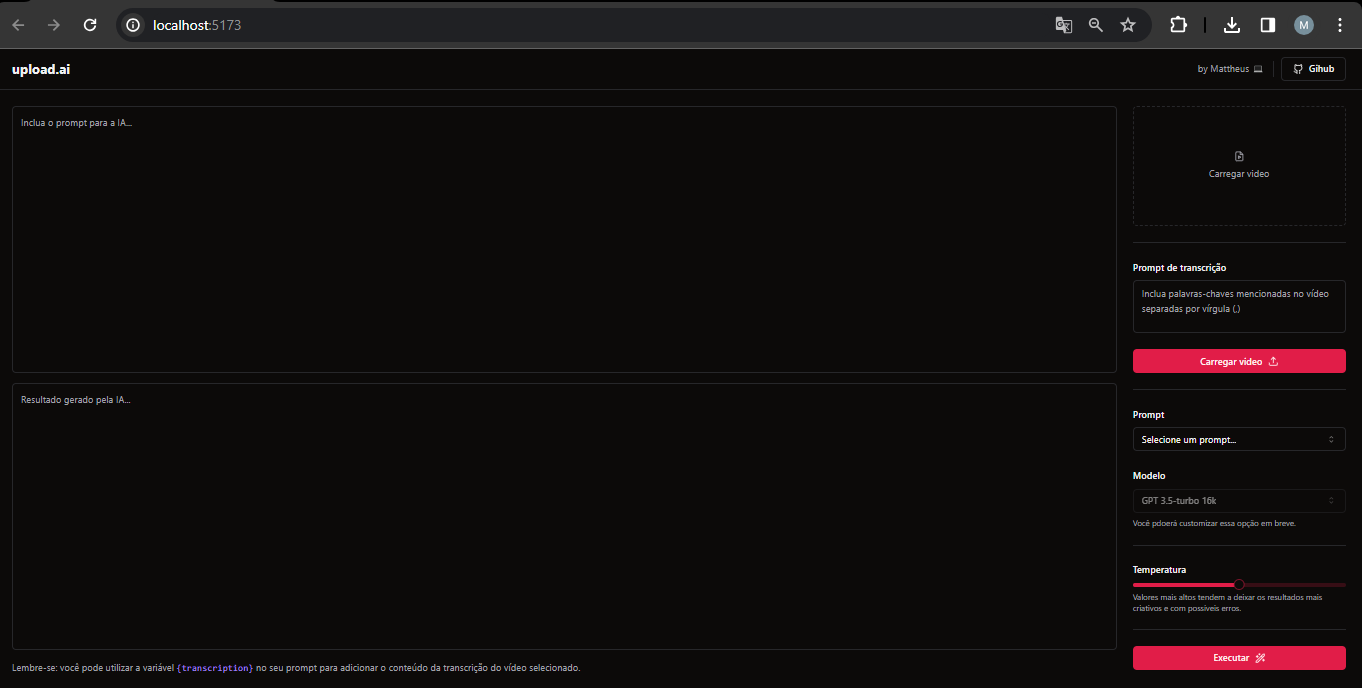 localhost:5173
M
upload.ai
by Mattheus
Gihub
Inclua o prompt para a IA...
Resultado gerado pela IA...
Lembre-se: você pode utilizar a variável {transcription} no seu prompt para adicionar o conteúdo da transcrição do vídeo selecionado.
Carregar video
Prompt de transcrição
Inclua palavras-chaves mencionadas no vídeo
separadas por vírgula (,)
Carregar video
Prompt
Selecione um prompt...
Modelo
GPT 3.5-turbo 16k
Você pdoerá customizar essa opção em breve.
Temperatura
Valores mais altos tendem a deixar os resultados mais
criativos e com possíveis erros.
Executar